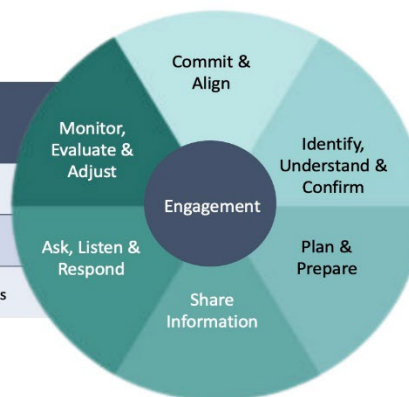 Commit &
Align
Identify,
Understand &
Confirm
Plan &
Prepare
Share
Information
Ask, Listen &
Respond
Monitor,
Evaluate &
Adjust
Engagement
s